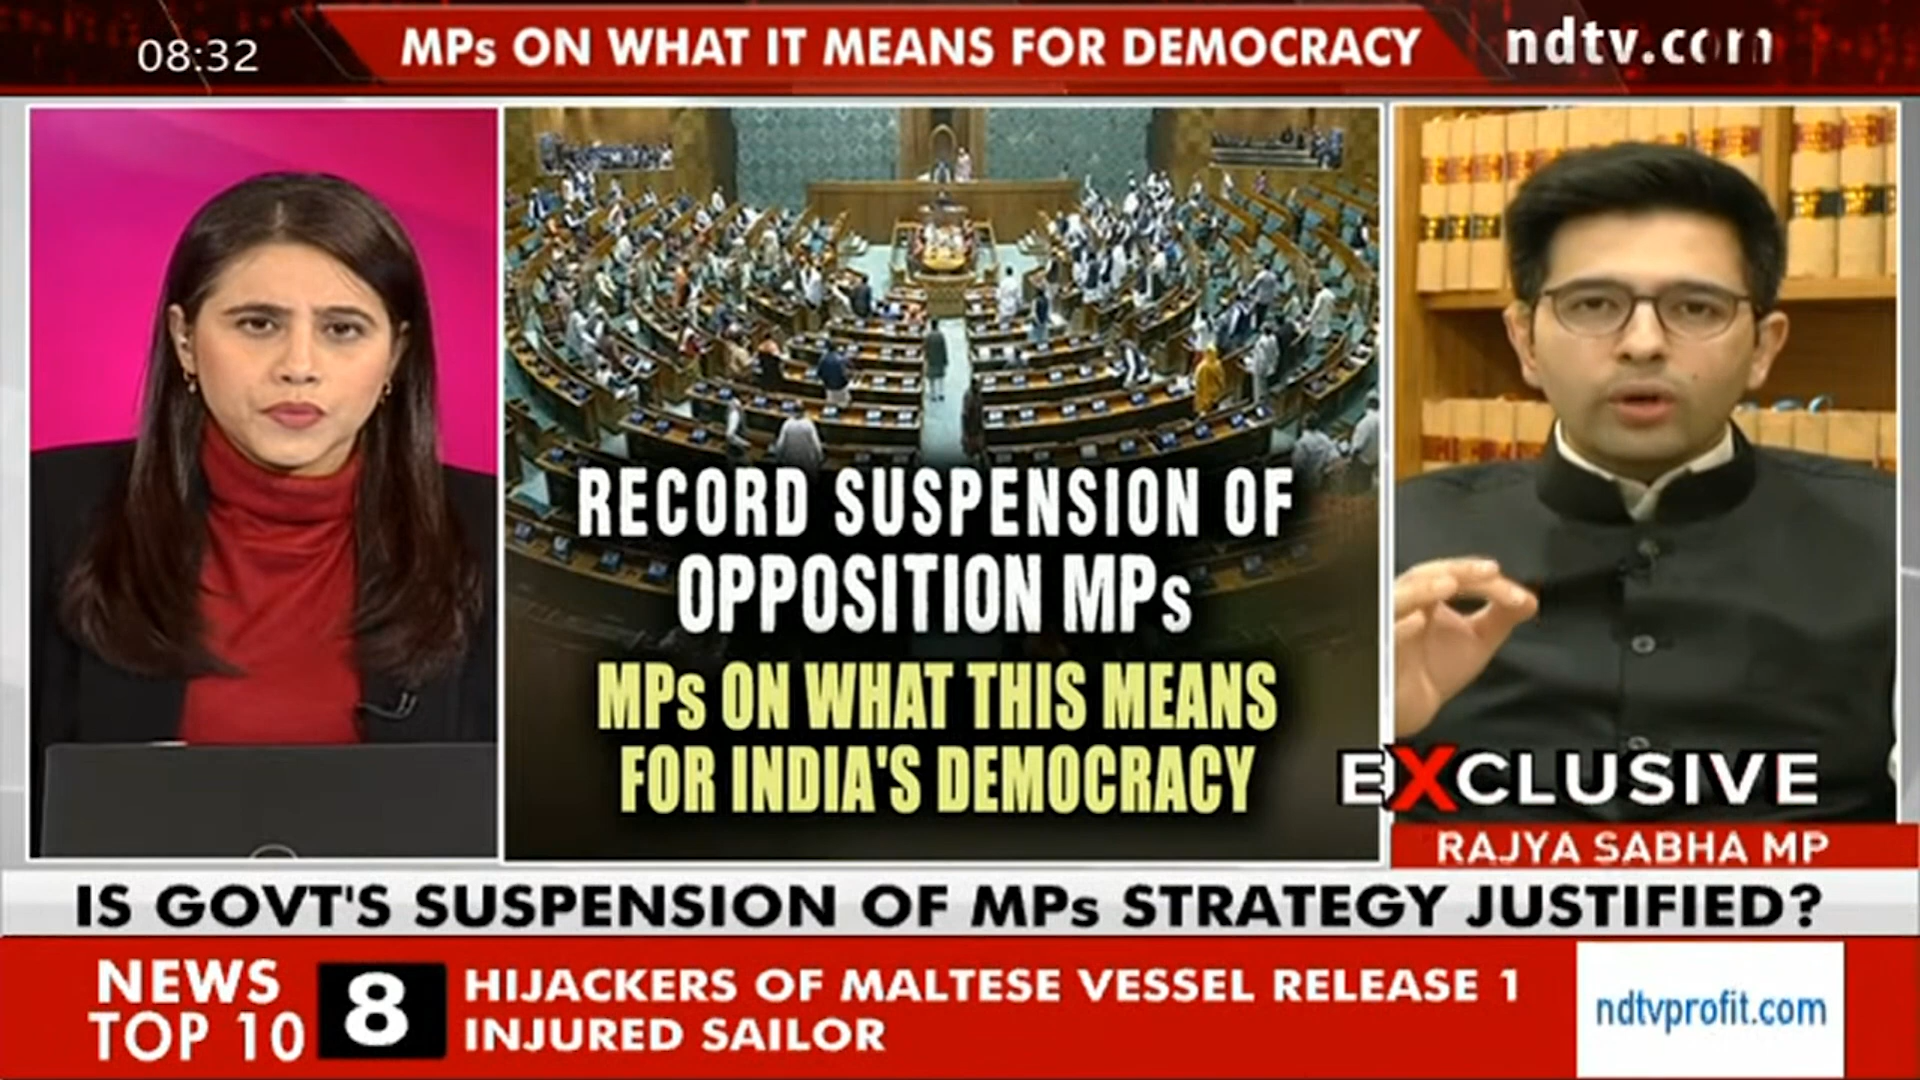 08:32
MPs ON WHAT IT MEANS FOR DEMOCRACY
ndtv.com
RECORD SUSPENSION OF
OPPOSITION MPs
MPs ON WHAT THIS MEANS
FOR INDIA'S DEMOCRACY
EXCLUSIVE
RAJYA SABHA MP
IS GOVT'S SUSPENSION OF MPs STRATEGY JUSTIFIED?
NEWS
TOP 10
8
HIJACKERS OF MALTESE VESSEL RELEASE 1
INJURED SAILOR
ndtvprofit.com